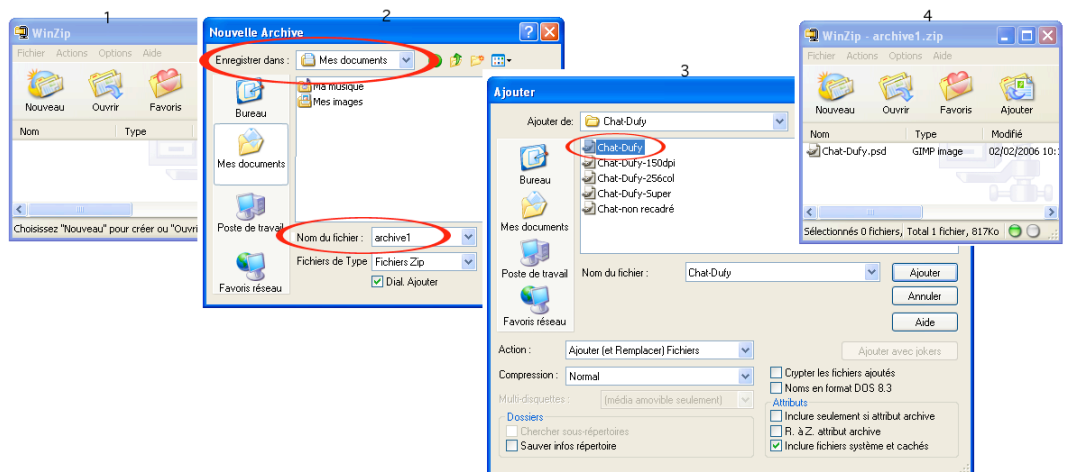 1
WinZip
Fichier Actions Options Aide
Nouveau Ouvrir Favoris
Nom Type
Choisissez "Nouveau" pour créer ou "Ouvri
2
Nouvelle Archive
Enregistrer dans : Mes documents
Ma musique
Mes images
Bureau
Mes documents
Poste de travail
Favoris réseau
Nom du fichier : archive1
Fichiers de Type Fichiers Zip
Dial. Ajouter
3
Ajouter
Ajouter de: Chat-Dufy
Chat-Dufy
Chat-Dufy-150dpi
Chat-Dufy-256col
Chat-Dufy-Super
Chat-non recadré
Bureau
Mes documents
Poste de travail
Favoris réseau
Nom du fichier : Chat-Dufy
Ajouter
Annuler
Aide
Action : Ajouter (et Remplacer) Fichiers
Ajouter avec jokers
Compression : Normal
Multi-disquettes : (média amovible seulement)
Crypter les fichiers ajoutés
Noms en format DOS 8.3
Dossiers
Chercher sous-répertoires
Sauver infos répertoire
Attributs
Inclure seulement si attribut archive
R. à Z. attribut archive
Inclure fichiers système et cachés
4
WinZip - archive1.zip
Fichier Actions Options Aide
Nouveau Ouvrir Favoris Ajouter
Nom Type Modifié
Chat-Dufy.psd GIMP image 02/02/2006 10:
Sélectionnés 0 fichiers, Total 1 fichier, 817Ko